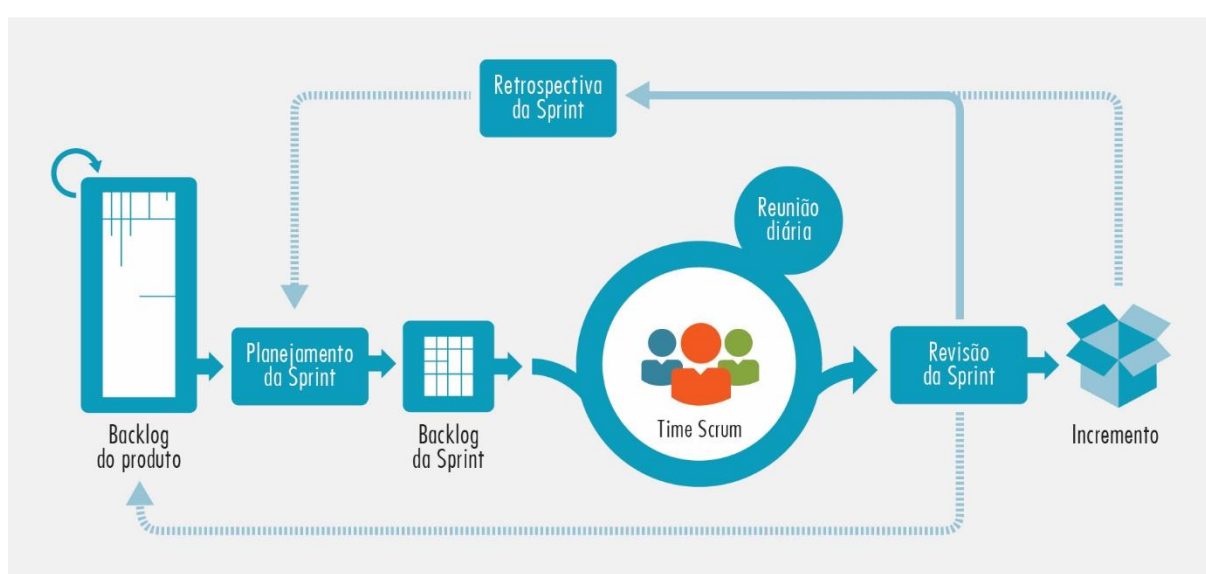 Retrospectiva
da Sprint
Reunião
diária
Planejamento
da Sprint
Time Scrum
Revisão
da Sprint
Backlog
do produto
Backlog
da Sprint
Incremento